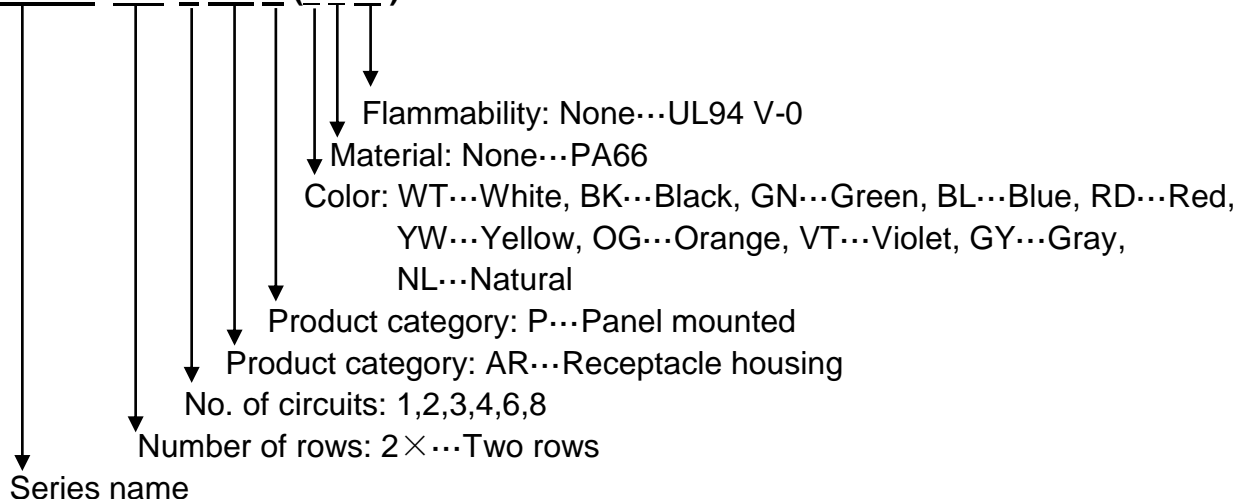 Flammability: None···UL94 V-0
Material: None···PA66
Color: WT···White, BK···Black, GN···Green, BL···Blue, RD···Red,
YW···Yellow, OG···Orange, VT···Violet, GY···Gray,
NL···Natural
Product category: P···Panel mounted
Product category: AR···Receptacle housing
No. of circuits: 1,2,3,4,6,8
Number of rows: 2×···Two rows
Series name